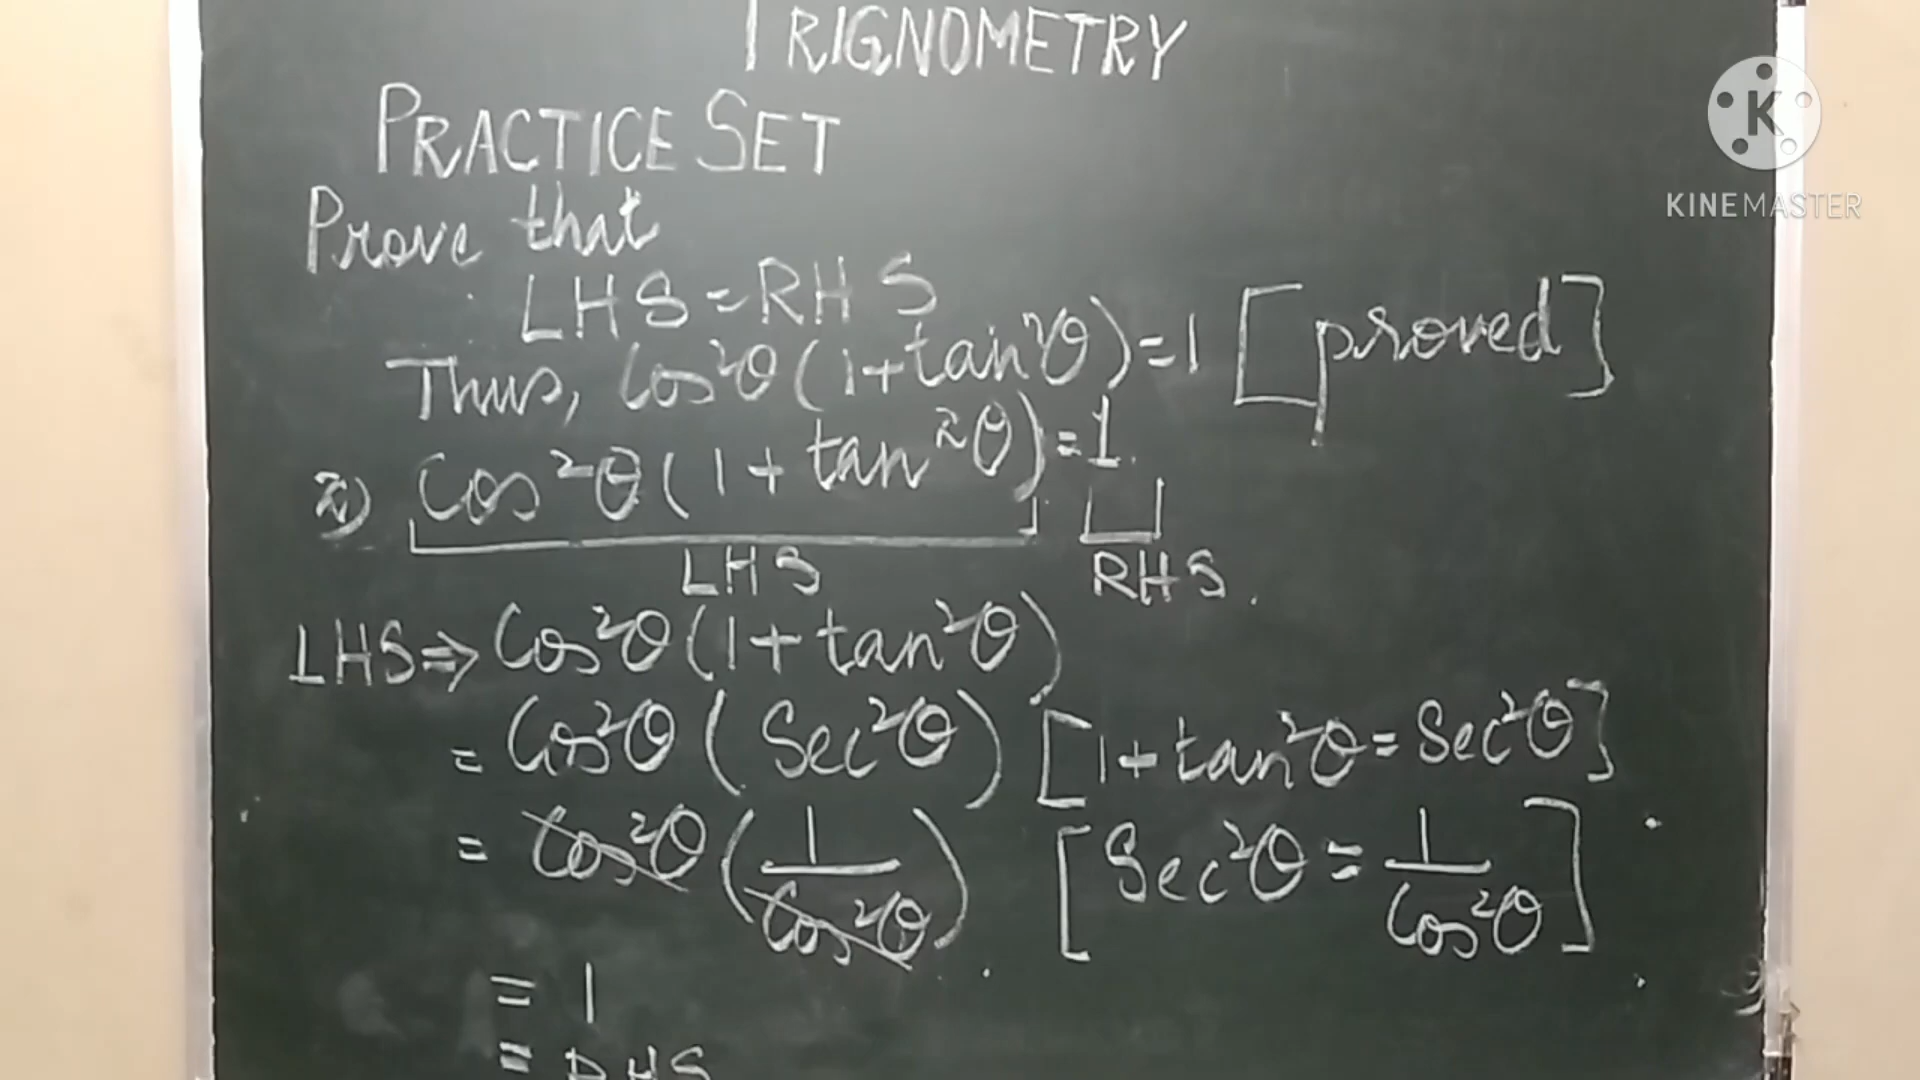 TRIGNOMETRY
PRACTICE SET
Prove that
LHS = RHS
Thus, Cos²θ(1+tan²θ)=1 [proved]
2) Cos²θ(1+tan²θ)=1
LHS RHS.
LHS⇒ Cos²θ(1+tan²θ)
= Cos²θ(Sec²θ) [1+tan²θ=Sec²θ]
= Cos²θ(1/Cos²θ) [Sec²θ=1/Cos²θ]
= 1
= RHS
K
KINEMASTER